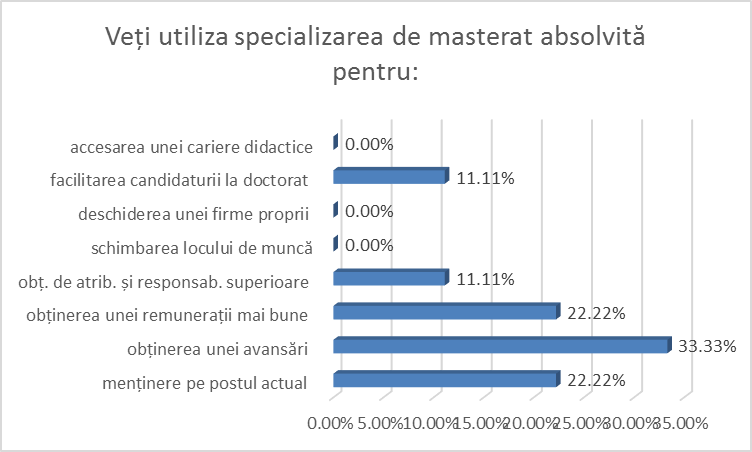 Veți utiliza specializarea de masterat absolvită
pentru:
accesarea unei cariere didactice 0.00%
facilitarea candidaturii la doctorat 11.11%
deschiderea unei firme proprii 0.00%
schimbarea locului de muncă 0.00%
obț. de atrib. și responsab. superioare 11.11%
obținerea unei remunerații mai bune 22.22%
obținerea unei avansări 33.33%
menținere pe postul actual 22.22%
0.00% 5.00% 10.00% 15.00% 20.00% 25.00% 30.00% 35.00%